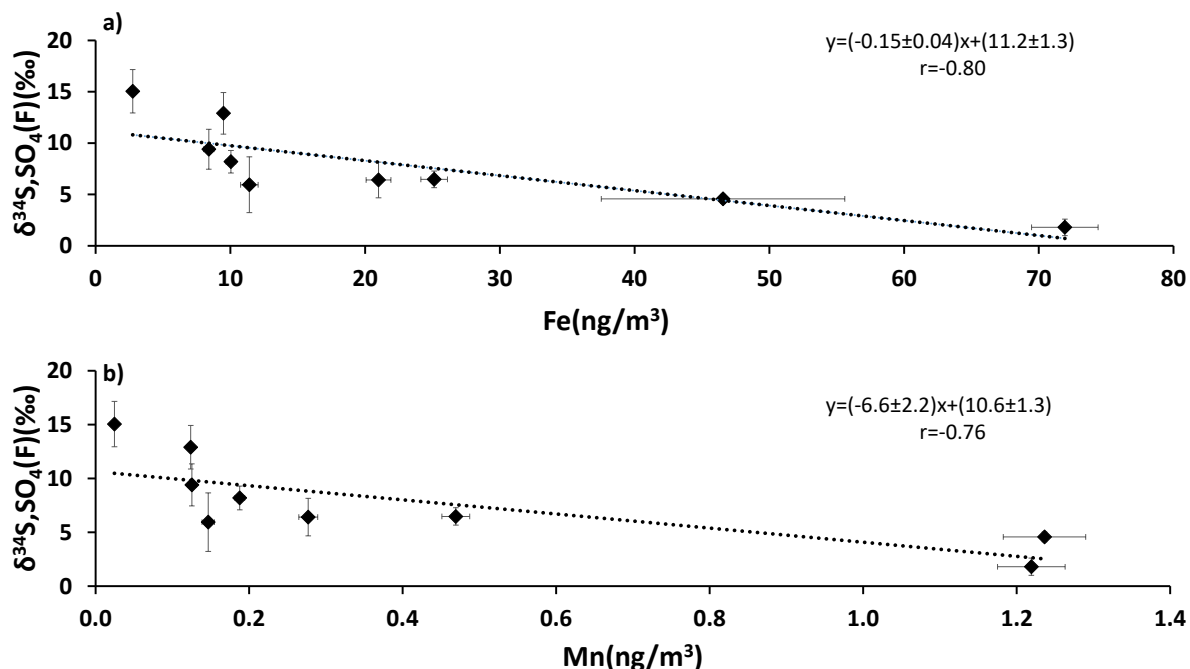 a)
y=(-0.15±0.04)x+(11.2±1.3)
r=-0.80
δ³⁴S,SO₄(F)(‰)
20
15
10
5
0
0 10 20 30 40 50 60 70 80
Fe(ng/m³)
b)
y=(-6.6±2.2)x+(10.6±1.3)
r=-0.76
δ³⁴S,SO₄(F)(‰)
20
15
10
5
0
0.0 0.2 0.4 0.6 0.8 1.0 1.2 1.4
Mn(ng/m³)